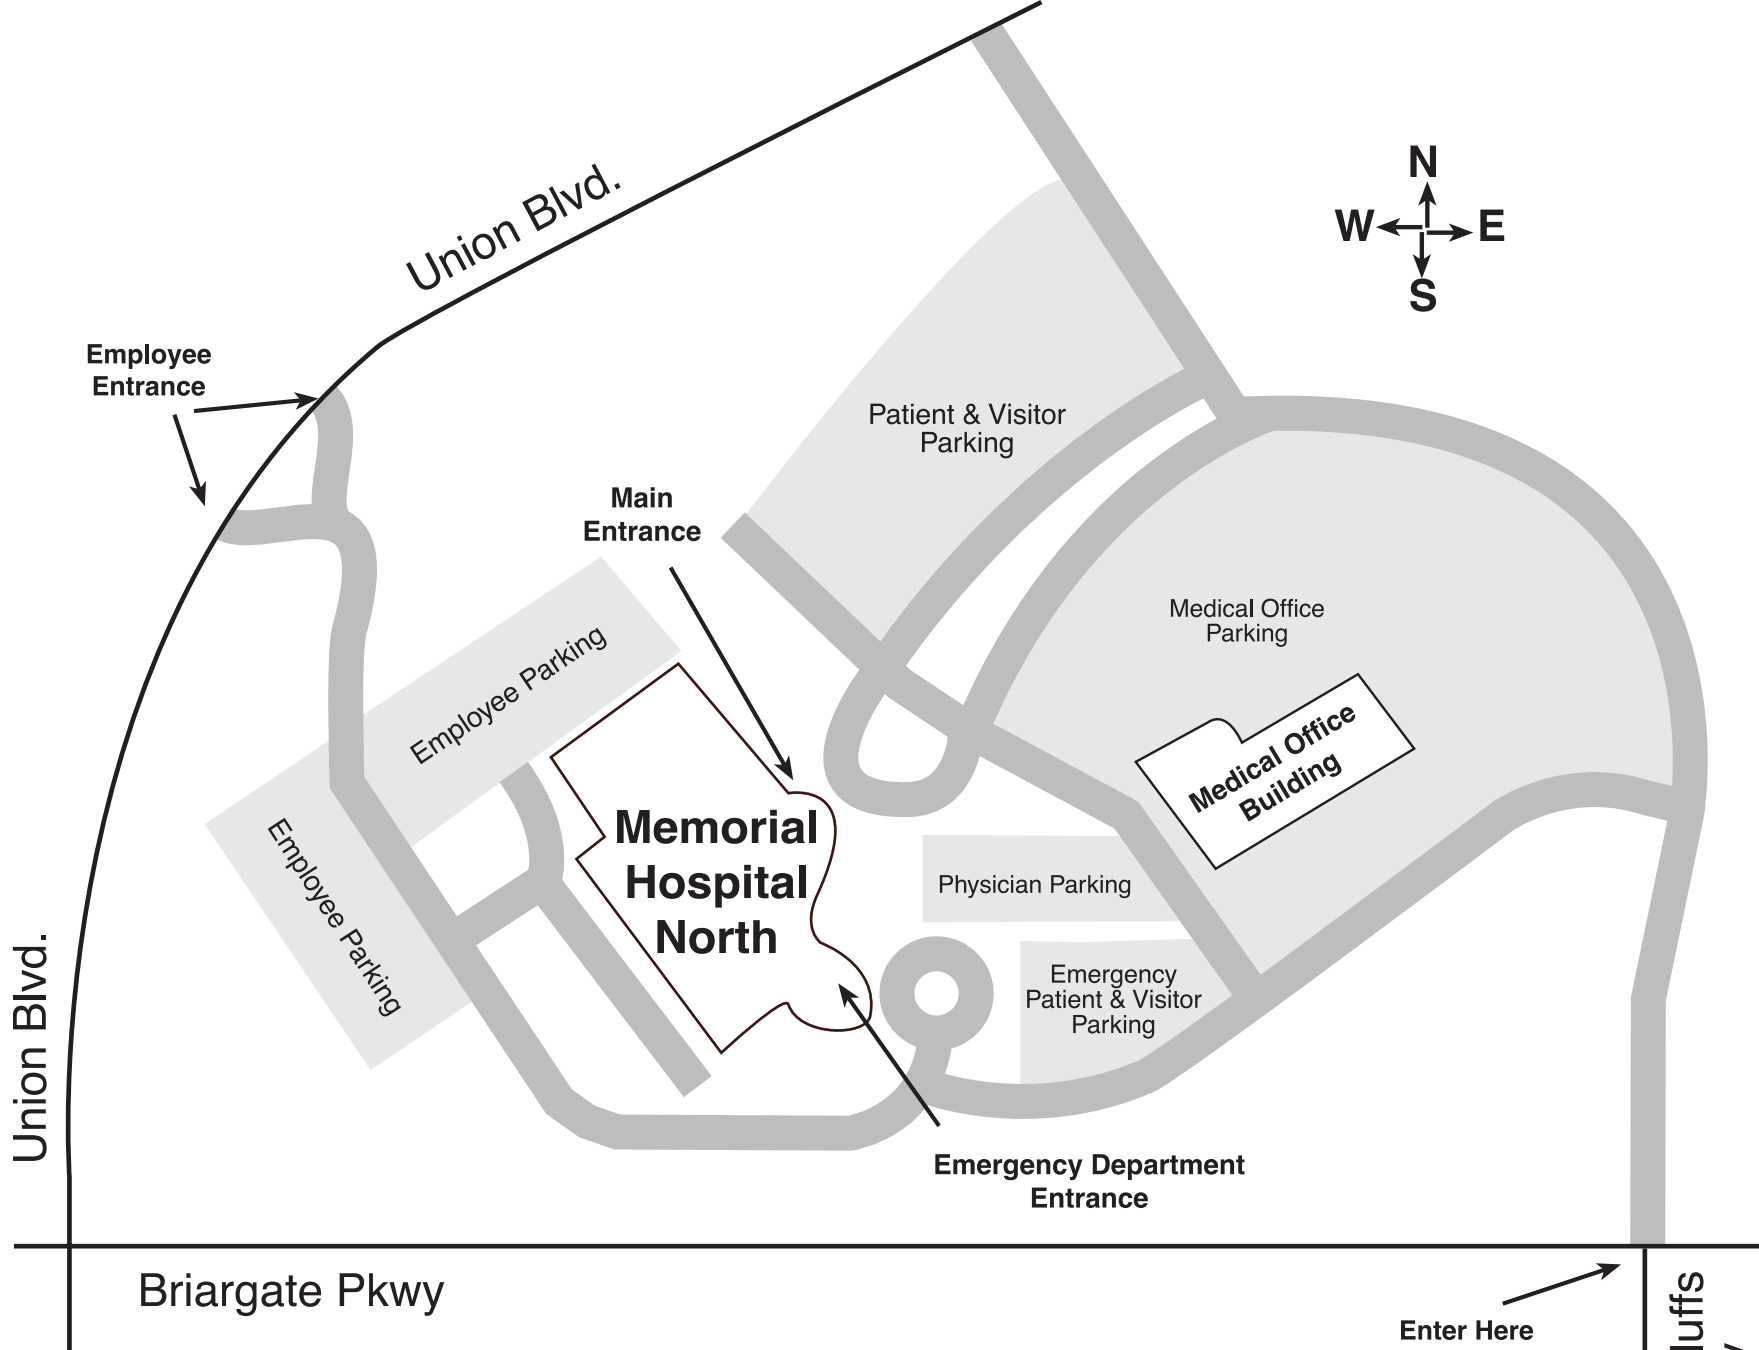 Union Blvd.
N
W
E
S
Employee
Entrance
Patient & Visitor
Parking
Main
Entrance
Medical Office
Parking
Employee Parking
Medical Office
Building
Employee Parking
Memorial
Hospital
North
Physician Parking
Emergency
Patient & Visitor
Parking
Union Blvd.
Emergency Department
Entrance
Briargate Pkwy
Enter Here